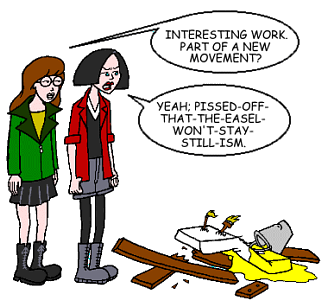 INTERESTING WORK.
PART OF A NEW
MOVEMENT?
YEAH; PISSED-OFF-
THAT-THE-EASEL-
WON'T-STAY-
STILL-ISM.